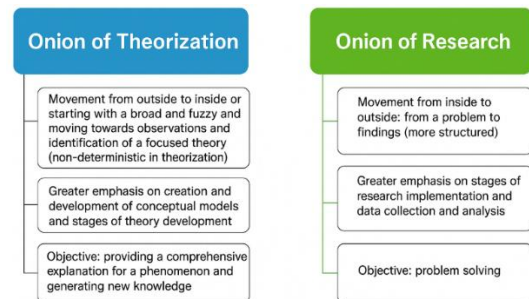 Onion of Theorization
Movement from outside to inside or
starting with a broad and fuzzy and
moving towards observations and
identification of a focused theory
(non-deterministic in theorization)
Greater emphasis on creation and
development of conceptual models
and stages of theory development
Objective: providing a comprehensive
explanation for a phenomenon and
generating new knowledge
Onion of Research
Movement from inside to
outside: from a problem to
findings (more structured)
Greater emphasis on stages of
research implementation and
data collection and analysis
Objective: problem solving